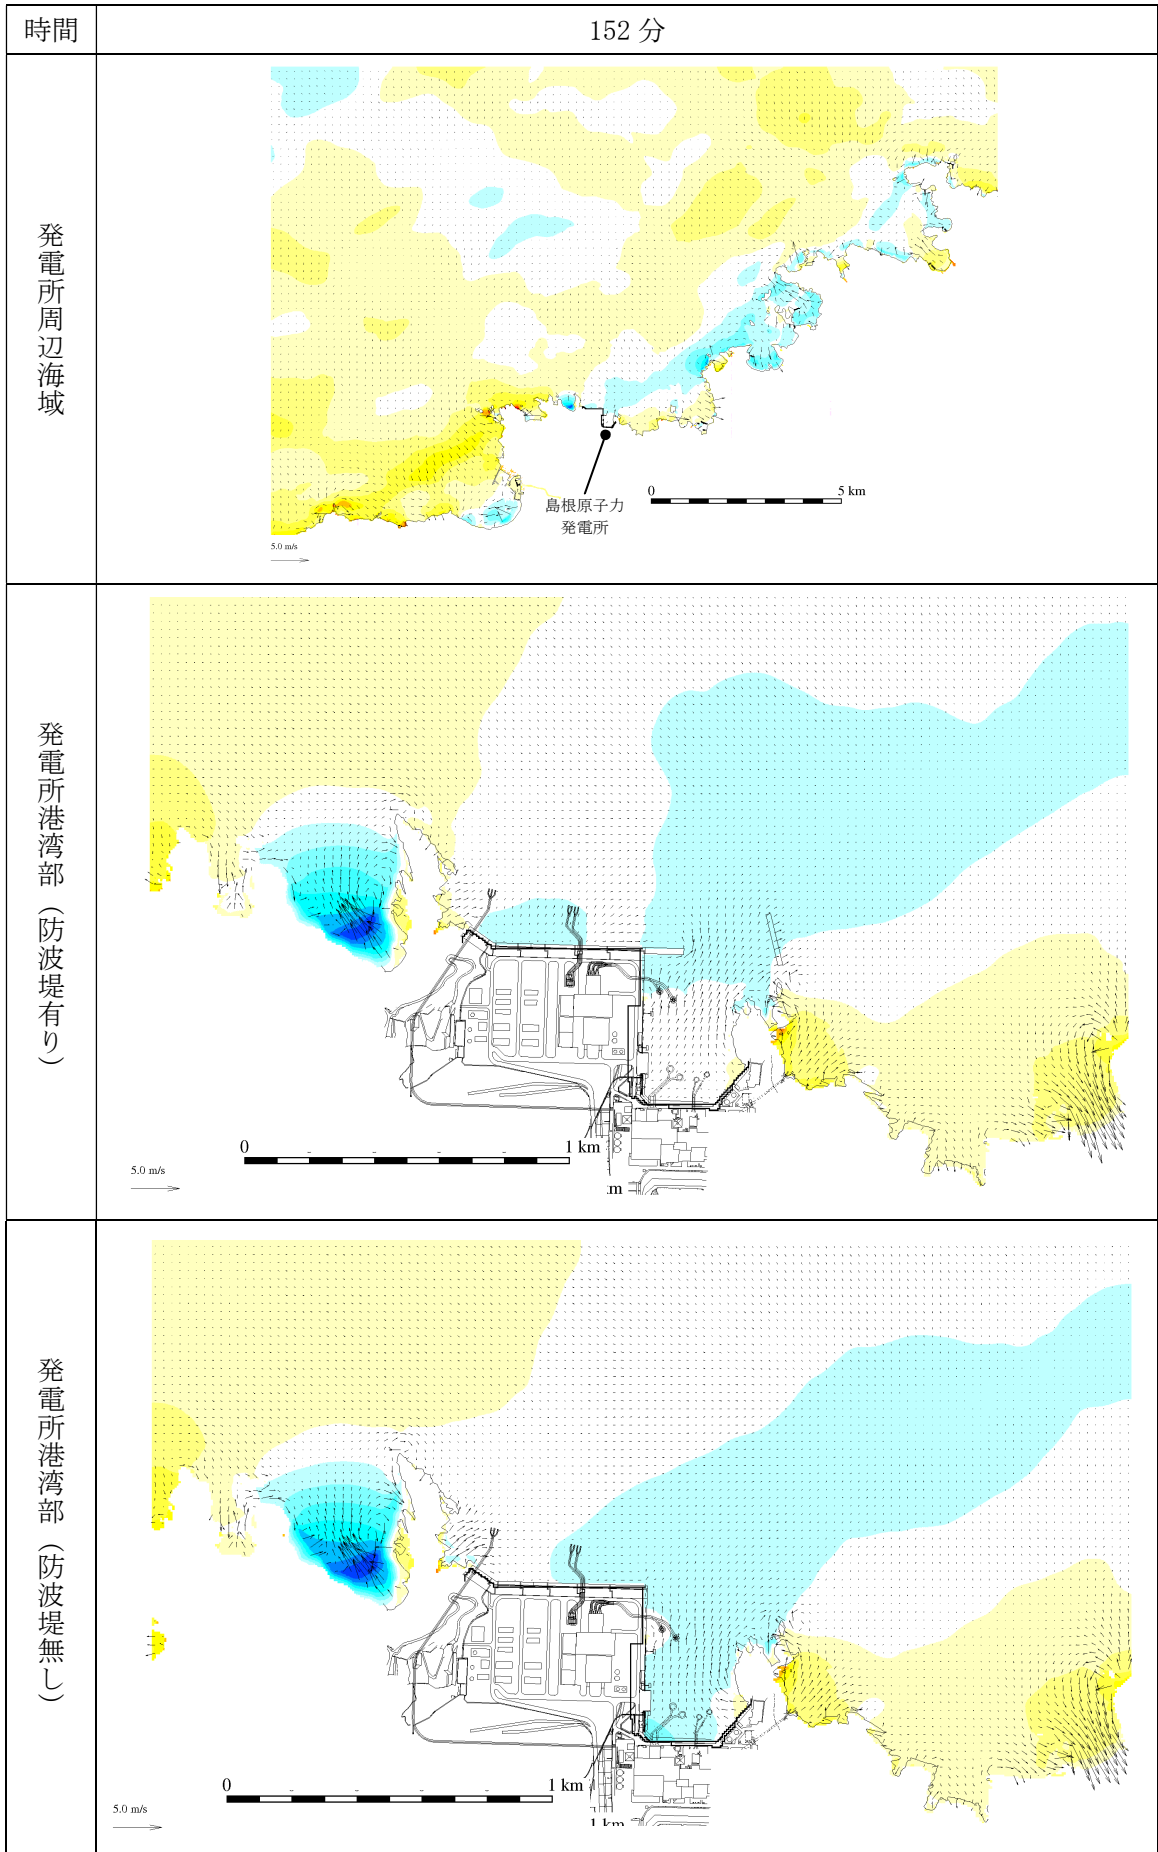 時間
152 分
発電所周辺海域
島根原子力
発電所
0 5 km
5.0 m/s
発電所港湾部（防波堤有り）
0 1 km
5.0 m/s
発電所港湾部（防波堤無し）
0 1 km
5.0 m/s
1 km